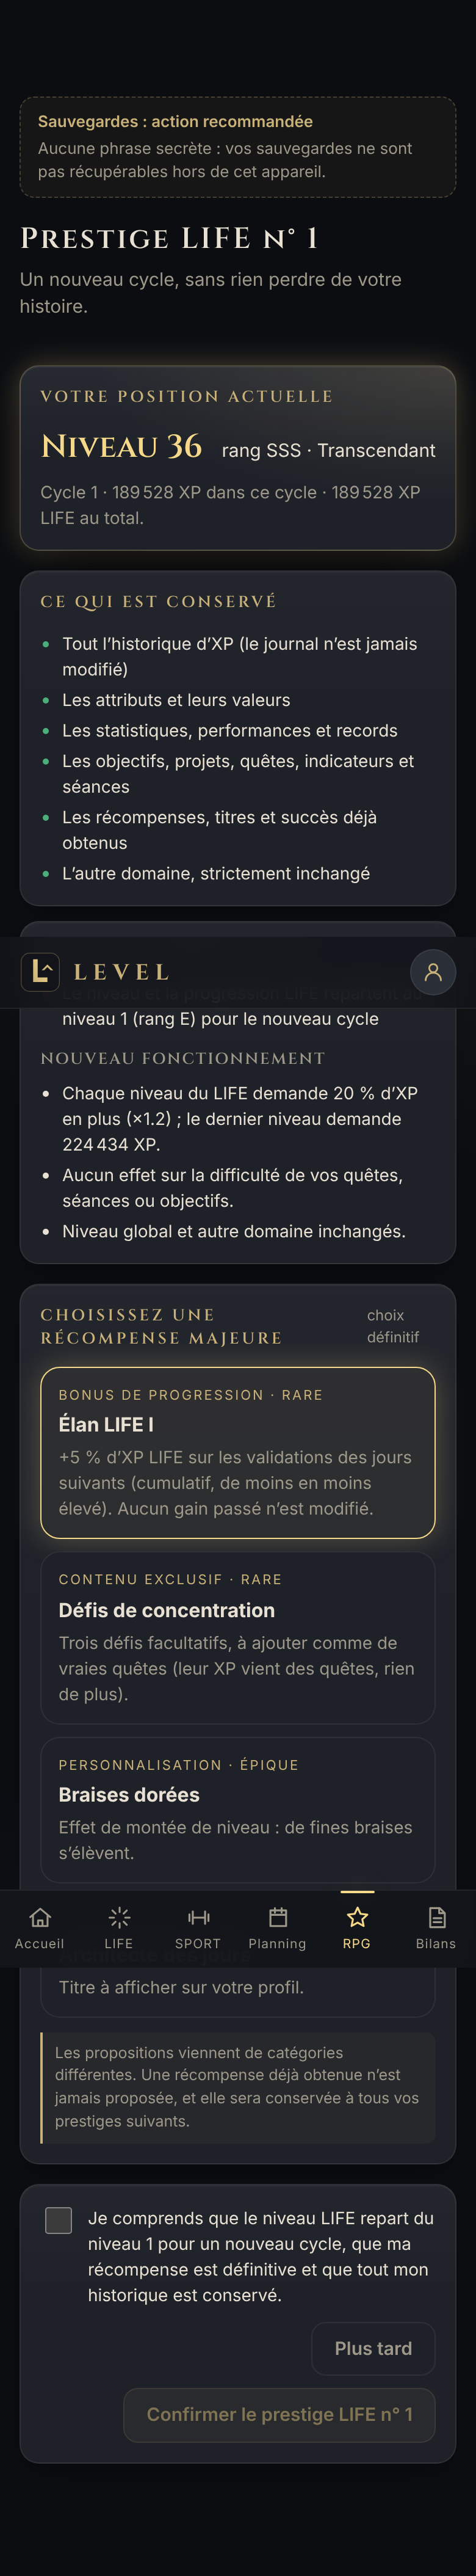 Sauvegardes : action recommandée
Aucune phrase secrète : vos sauvegardes ne sont
pas récupérables hors de cet appareil.
PRESTIGE LIFE N° 1
Un nouveau cycle, sans rien perdre de votre
histoire.
VOTRE POSITION ACTUELLE
NIVEAU 36 rang SSS · Transcendant
Cycle 1 · 189 528 XP dans ce cycle · 189 528 XP
LIFE au total.
CE QUI EST CONSERVÉ
• Tout l’historique d’XP (le journal n’est jamais
modifié)
• Les attributs et leurs valeurs
• Les statistiques, performances et records
• Les objectifs, projets, quêtes, indicateurs et
séances
• Les récompenses, titres et succès déjà
obtenus
• L’autre domaine, strictement inchangé
LEVEL
Le niveau et la progression LIFE repartent au
niveau 1 (rang E) pour le nouveau cycle
NOUVEAU FONCTIONNEMENT
• Chaque niveau du LIFE demande 20 % d’XP
en plus (×1.2) ; le dernier niveau demande
224 434 XP.
• Aucun effet sur la difficulté de vos quêtes,
séances ou objectifs.
• Niveau global et autre domaine inchangés.
CHOISISSEZ UNE
RÉCOMPENSE MAJEURE
choix
définitif
BONUS DE PROGRESSION · RARE
Élan LIFE I
+5 % d’XP LIFE sur les validations des jours
suivants (cumulatif, de moins en moins
élevé). Aucun gain passé n’est modifié.
CONTENU EXCLUSIF · RARE
Défis de concentration
Trois défis facultatifs, à ajouter comme de
vraies quêtes (leur XP vient des quêtes, rien
de plus).
PERSONNALISATION · ÉPIQUE
Braises dorées
Effet de montée de niveau : de fines braises
s’élèvent.
Accueil LIFE SPORT Planning RPG Bilans
Titre à afficher sur votre profil.
Les propositions viennent de catégories
différentes. Une récompense déjà obtenue n’est
jamais proposée, et elle sera conservée à tous vos
prestiges suivants.
Je comprends que le niveau LIFE repart du
niveau 1 pour un nouveau cycle, que ma
récompense est définitive et que tout mon
historique est conservé.
Plus tard
Confirmer le prestige LIFE n° 1